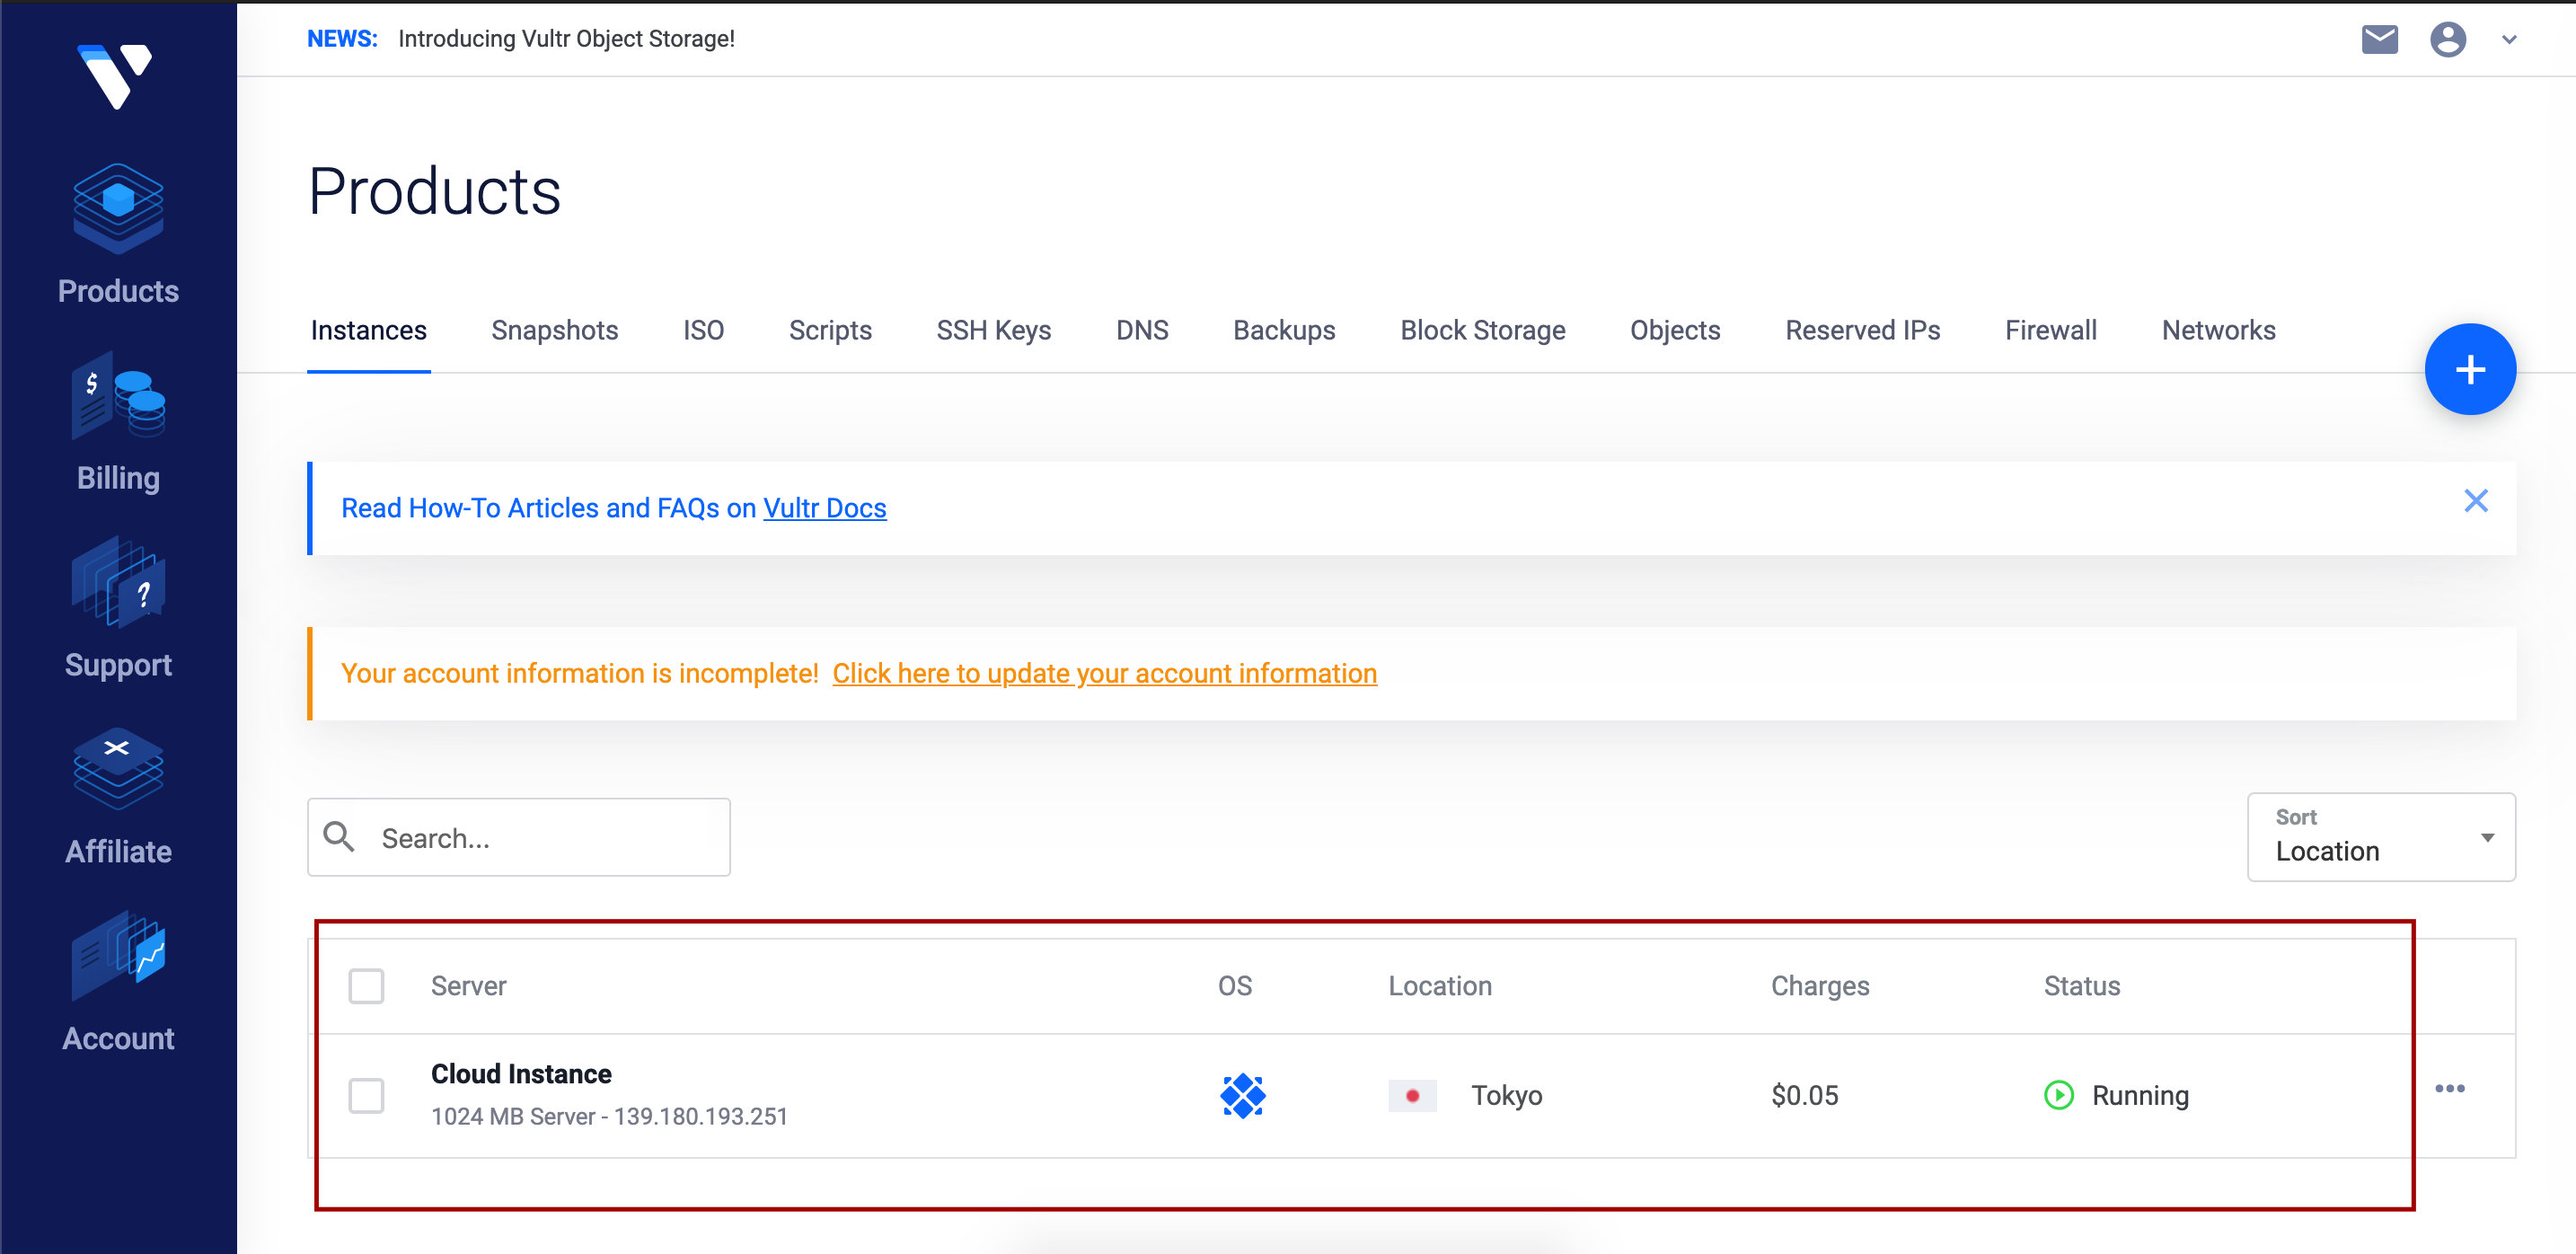 NEWS: Introducing Vultr Object Storage!
Products
Products
Billing
Support
Affiliate
Account
Instances Snapshots ISO Scripts SSH Keys DNS Backups Block Storage Objects Reserved IPs Firewall Networks
Read How-To Articles and FAQs on Vultr Docs
Your account information is incomplete! Click here to update your account information
Search...
Sort
Location
Server OS Location Charges Status
Cloud Instance
1024 MB Server - 139.180.193.251
Tokyo $0.05 Running